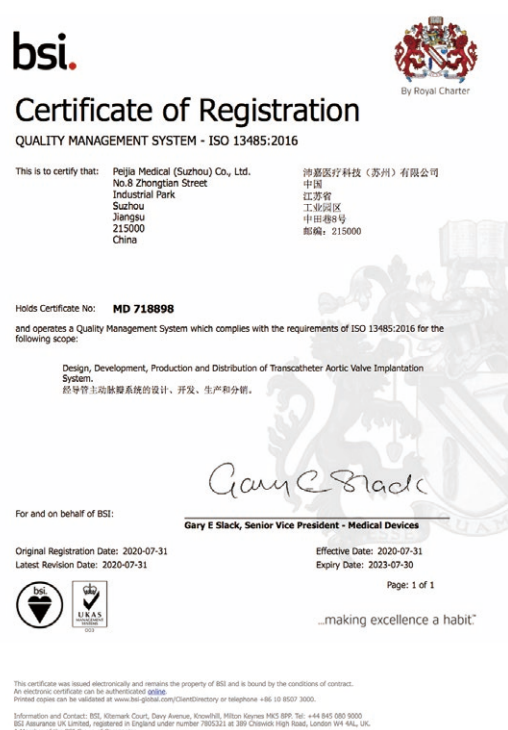 bsi.
By Royal Charter
Certificate of Registration
QUALITY MANAGEMENT SYSTEM - ISO 13485:2016
This is to certify that:
Peijia Medical (Suzhou) Co., Ltd.
No.8 Zhongtian Street
Industrial Park
Suzhou
Jiangsu
215000
China
沛嘉医疗科技（苏州）有限公司
中国
江苏省
工业园区
中田巷8号
邮编：215000
Holds Certificate No: MD 718898
and operates a Quality Management System which complies with the requirements of ISO 13485:2016 for the
following scope:
Design, Development, Production and Distribution of Transcatheter Aortic Valve Implantation
System.
经导管主动脉瓣系统的设计、开发、生产和分销。
Gary E Slack
For and on behalf of BSI:
Gary E Slack, Senior Vice President - Medical Devices
Original Registration Date: 2020-07-31
Effective Date: 2020-07-31
Latest Revision Date: 2020-07-31
Expiry Date: 2023-07-30
Page: 1 of 1
bsi.
UKAS
MANAGEMENT
SYSTEMS
003
...making excellence a habit.™
This certificate was issued electronically and remains the property of BSI and is bound by the conditions of contract.
An electronic certificate can be authenticated online.
Printed copies can be validated at www.bsi-global.com/ClientDirectory or telephone +86 10 8507 3000.
Information and Contact: BSI, Kitemark Court, Davy Avenue, Knowlhill, Milton Keynes MK5 8PP. Tel: +44 845 080 9000
BSI Assurance UK Limited, registered in England under number 7805321 at 389 Chiswick High Road, London W4 4AL, UK.